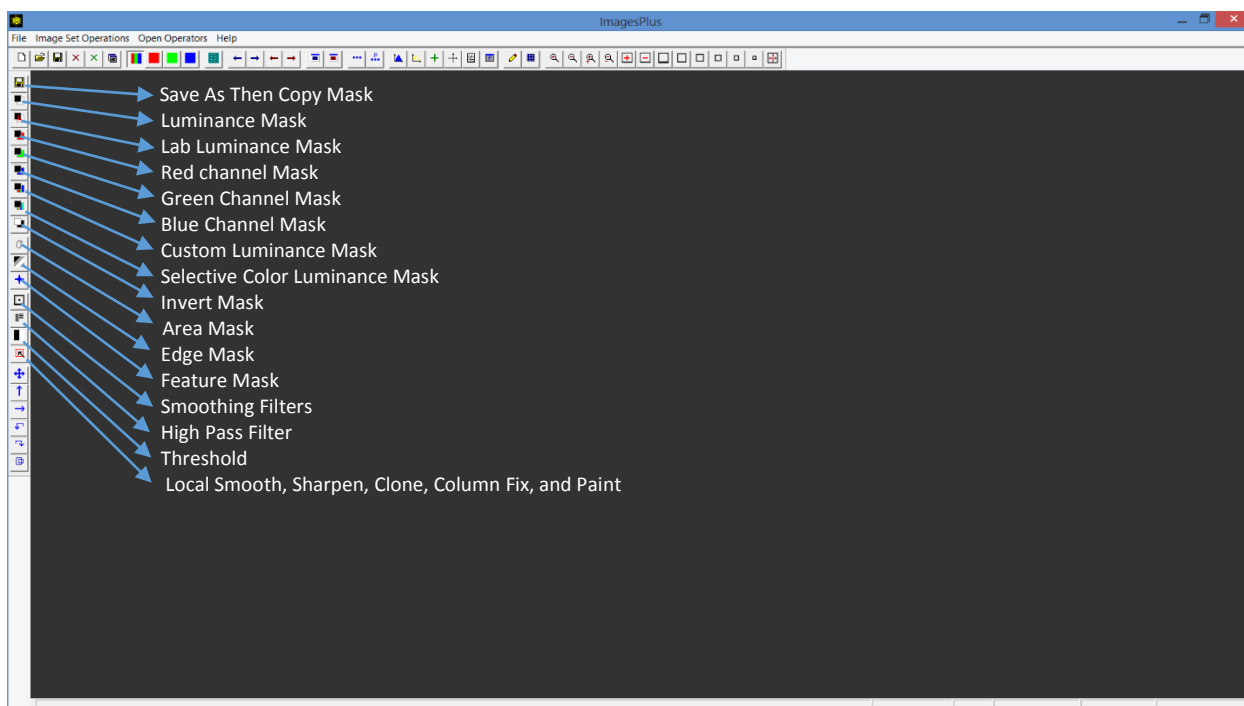 ImagesPlus
File Image Set Operations Open Operators Help
Save As Then Copy Mask
Luminance Mask
Lab Luminance Mask
Red channel Mask
Green Channel Mask
Blue Channel Mask
Custom Luminance Mask
Selective Color Luminance Mask
Invert Mask
Area Mask
Edge Mask
Feature Mask
Smoothing Filters
High Pass Filter
Threshold
Local Smooth, Sharpen, Clone, Column Fix, and Paint